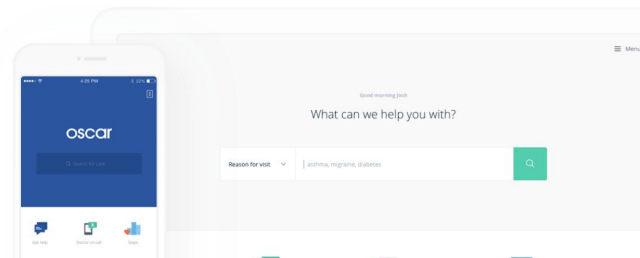 4:25 PM
22%
oscar
Search for care
Get help
Doctor on call
Steps
Menu
Good morning Josh
What can we help you with?
Reason for visit
asthma, migraine, diabetes